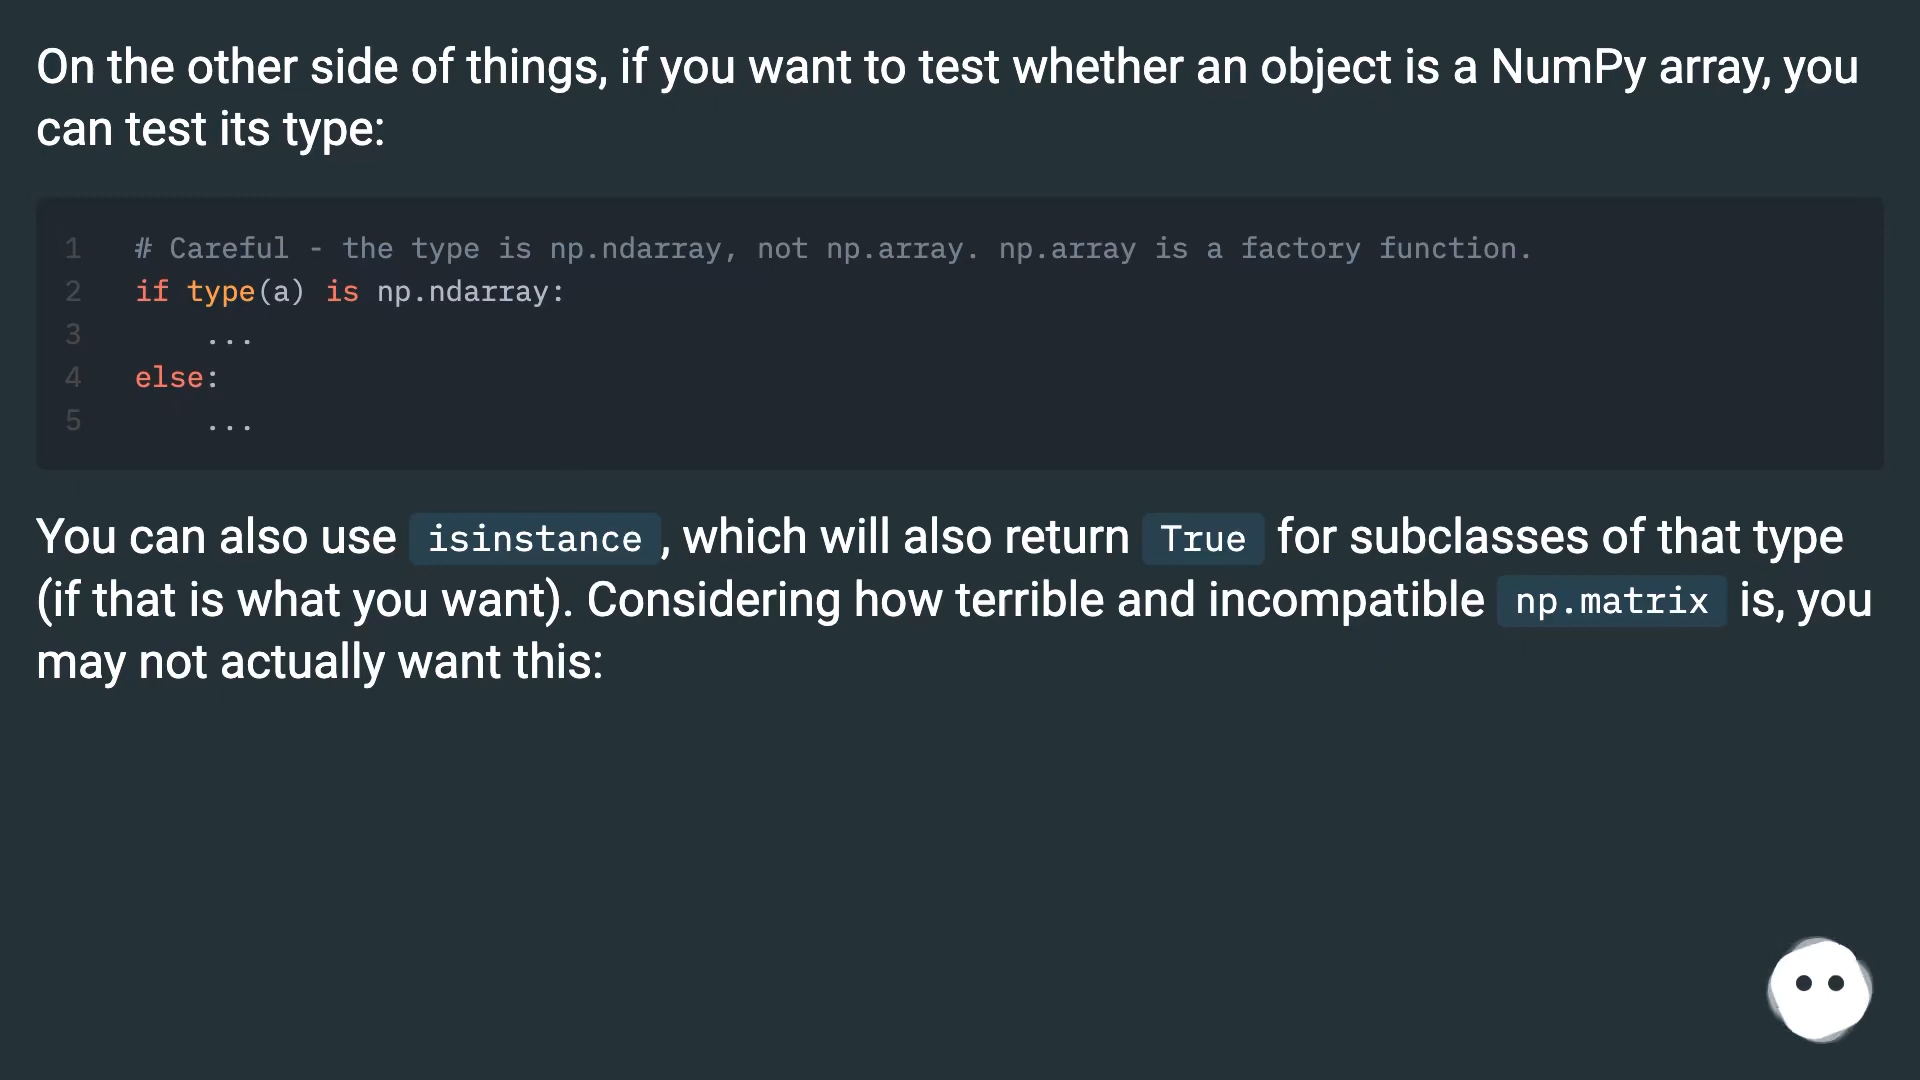 On the other side of things, if you want to test whether an object is a NumPy array, you
can test its type:
1 # Careful - the type is np.ndarray, not np.array. np.array is a factory function.
2 if type(a) is np.ndarray:
3 ...
4 else:
5 ...
You can also use isinstance, which will also return True for subclasses of that type
(if that is what you want). Considering how terrible and incompatible np.matrix is, you
may not actually want this: